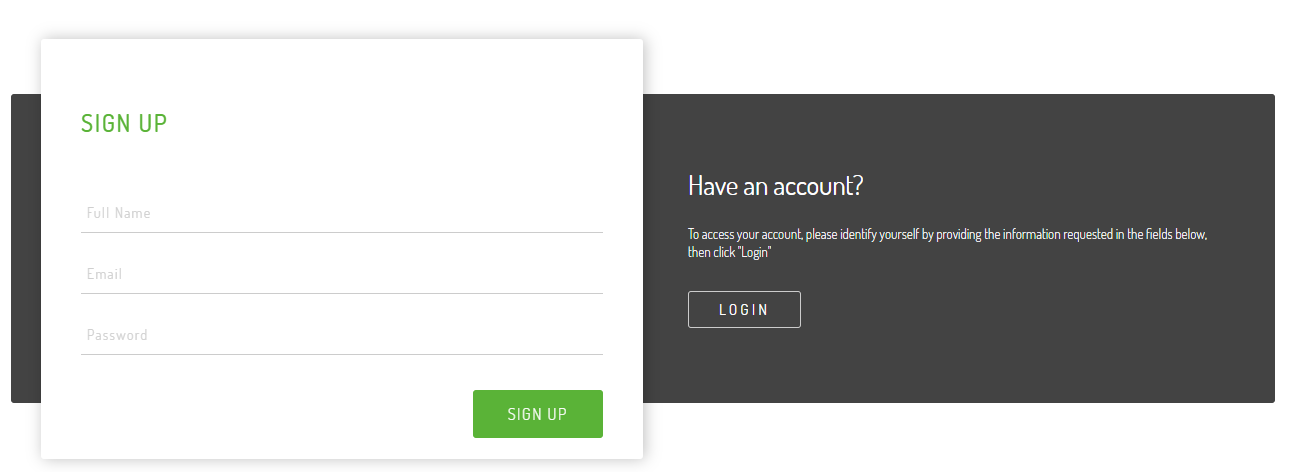 SIGN UP
Full Name
Email
Password
SIGN UP
Have an account?
To access your account, please identify yourself by providing the information requested in the fields below,
then click "Login"
LOGIN